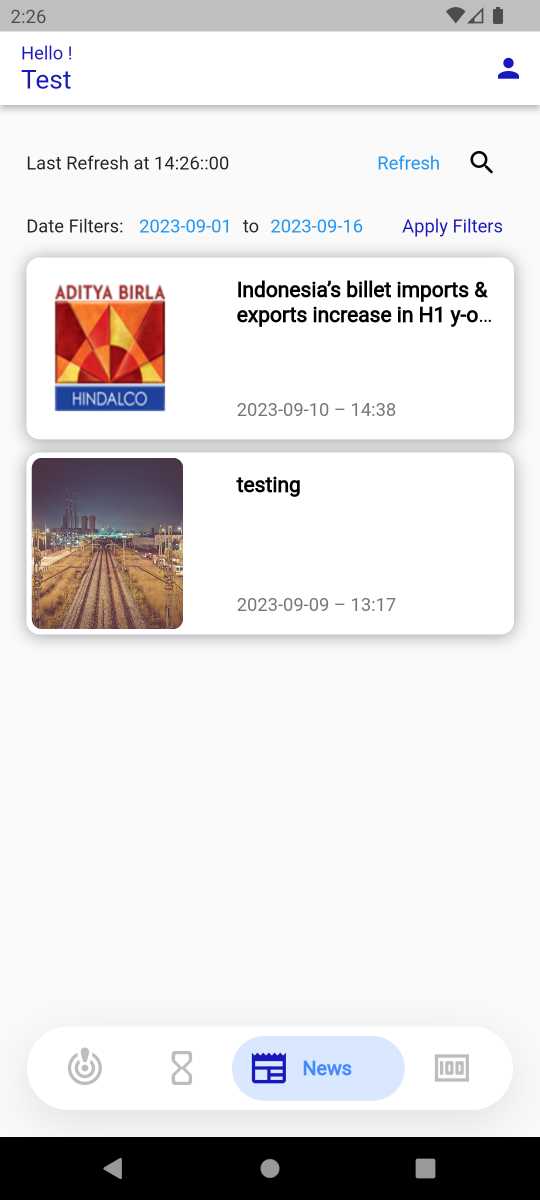 2:26
Hello !
Test
Last Refresh at 14:26::00
Refresh
Date Filters: 2023-09-01 to 2023-09-16 Apply Filters
ADITYA BIRLA
HINDALCO
Indonesia’s billet imports &
exports increase in H1 y-o...
2023-09-10 – 14:38
testing
2023-09-09 – 13:17
News
100